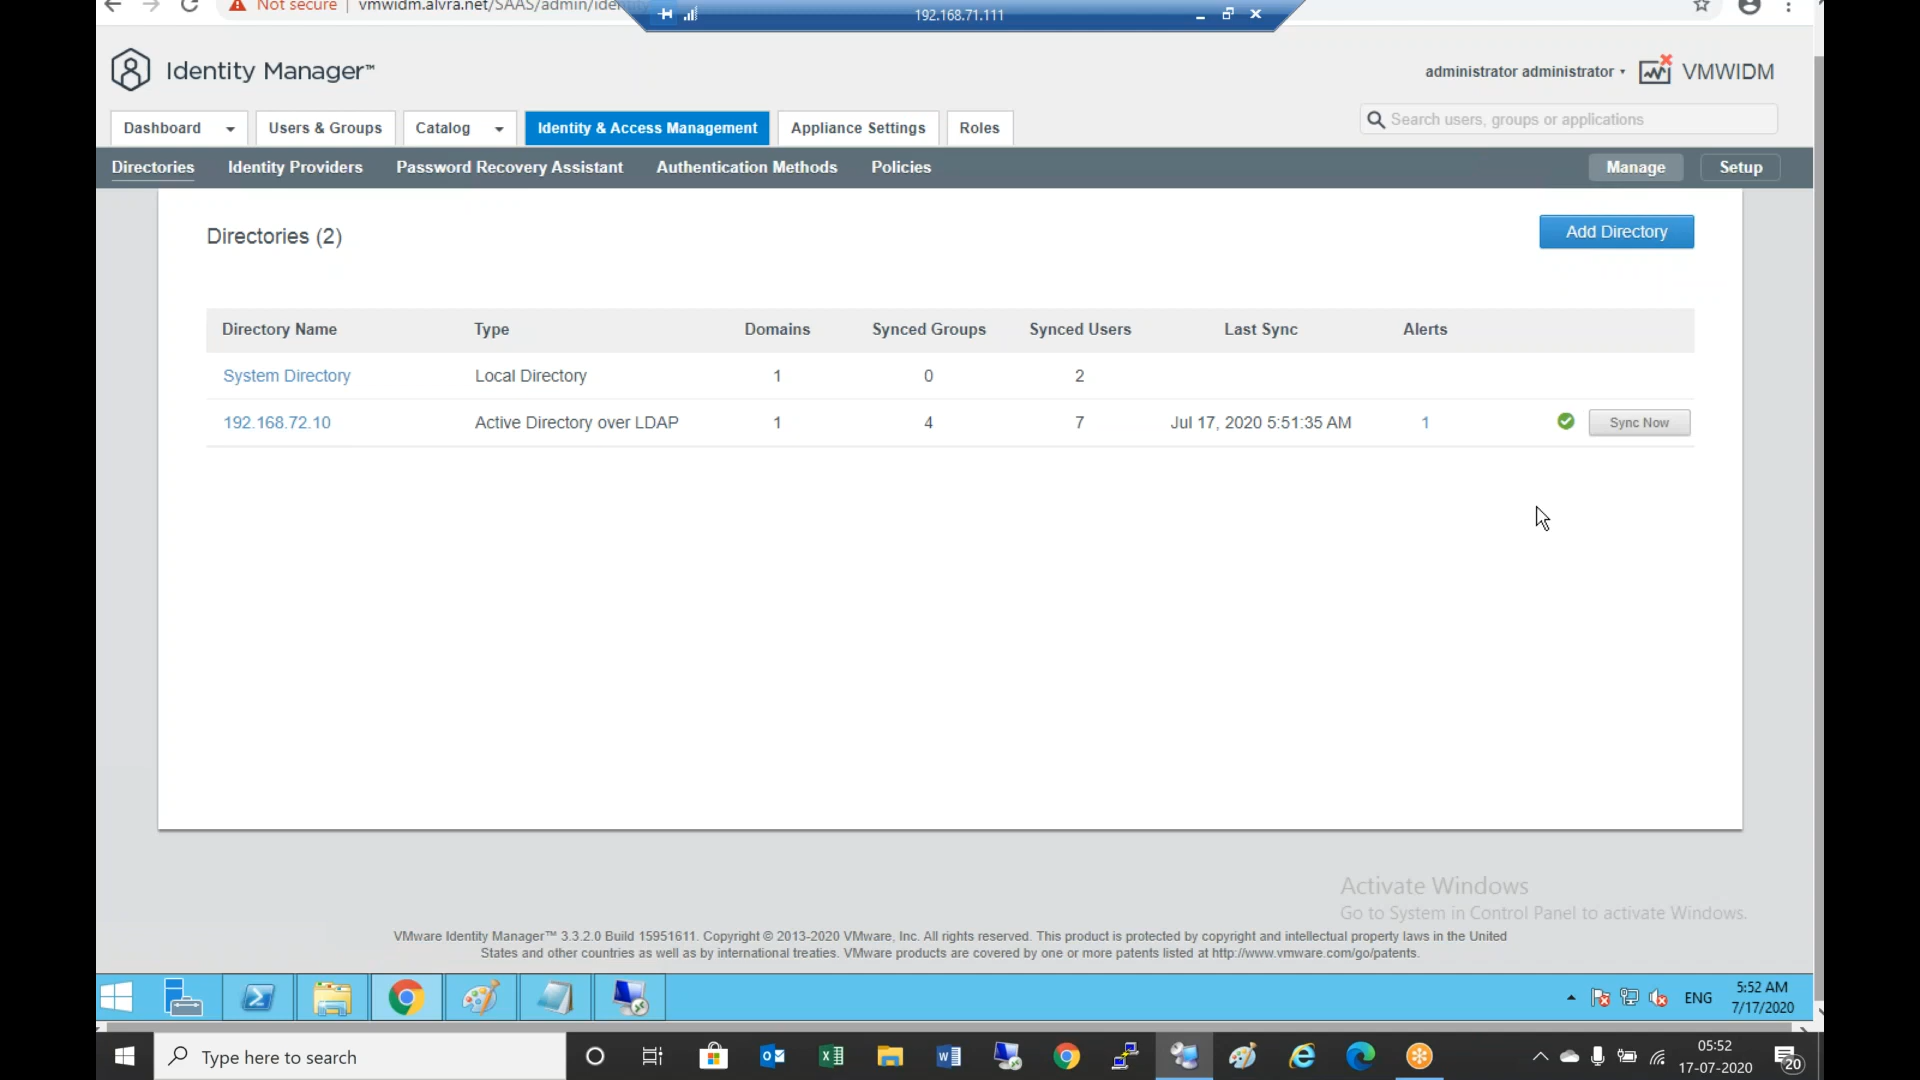 Not secure | vmwidm.alvra.net/SAAS/admin/iden
192.168.71.111
Identity Manager™
administrator administrator
VMWIDM
Dashboard
Users & Groups
Catalog
Identity & Access Management
Appliance Settings
Roles
Search users, groups or applications
Directories
Identity Providers
Password Recovery Assistant
Authentication Methods
Policies
Manage
Setup
Directories (2)
Add Directory
Directory Name Type Domains Synced Groups Synced Users Last Sync Alerts
System Directory Local Directory 1 0 2
192.168.72.10 Active Directory over LDAP 1 4 7 Jul 17, 2020 5:51:35 AM 1 Sync Now
Activate Windows
Go to System in Control Panel to activate Windows.
VMware Identity Manager™ 3.3.2.0 Build 15951611. Copyright © 2013-2020 VMware, Inc. All rights reserved. This product is protected by copyright and intellectual property laws in the United
States and other countries as well as by international treaties. VMware products are covered by one or more patents listed at http://www.vmware.com/go/patents.
ENG
5:52 AM
7/17/2020
Type here to search
05:52
17-07-2020
20